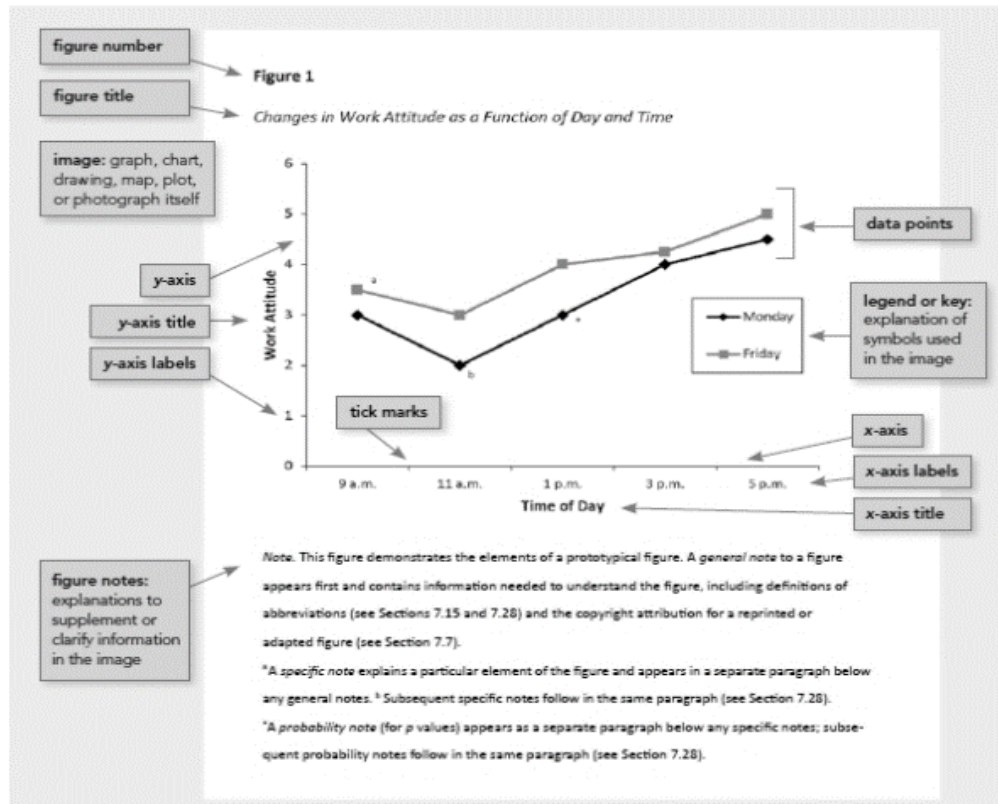 figure number
Figure 1
figure title
Changes in Work Attitude as a Function of Day and Time
image: graph, chart,
drawing, map, plot,
or photograph itself
6
5
4
3
2
1
0
Work Attitude
y-axis
y-axis title
y-axis labels
a
b
*
tick marks
data points
Monday
Friday
legend or key:
explanation of
symbols used
in the image
x-axis
9 a.m. 11 a.m. 1 p.m. 3 p.m. 5 p.m.
x-axis labels
Time of Day
x-axis title
figure notes:
explanations to
supplement or
clarify information
in the image
Note. This figure demonstrates the elements of a prototypical figure. A general note to a figure
appears first and contains information needed to understand the figure, including definitions of
abbreviations (see Sections 7.15 and 7.28) and the copyright attribution for a reprinted or
adapted figure (see Section 7.7).
ᵃA specific note explains a particular element of the figure and appears in a separate paragraph below
any general notes. ᵇ Subsequent specific notes follow in the same paragraph (see Section 7.28).
*A probability note (for p values) appears as a separate paragraph below any specific notes; subse-
quent probability notes follow in the same paragraph (see Section 7.28).